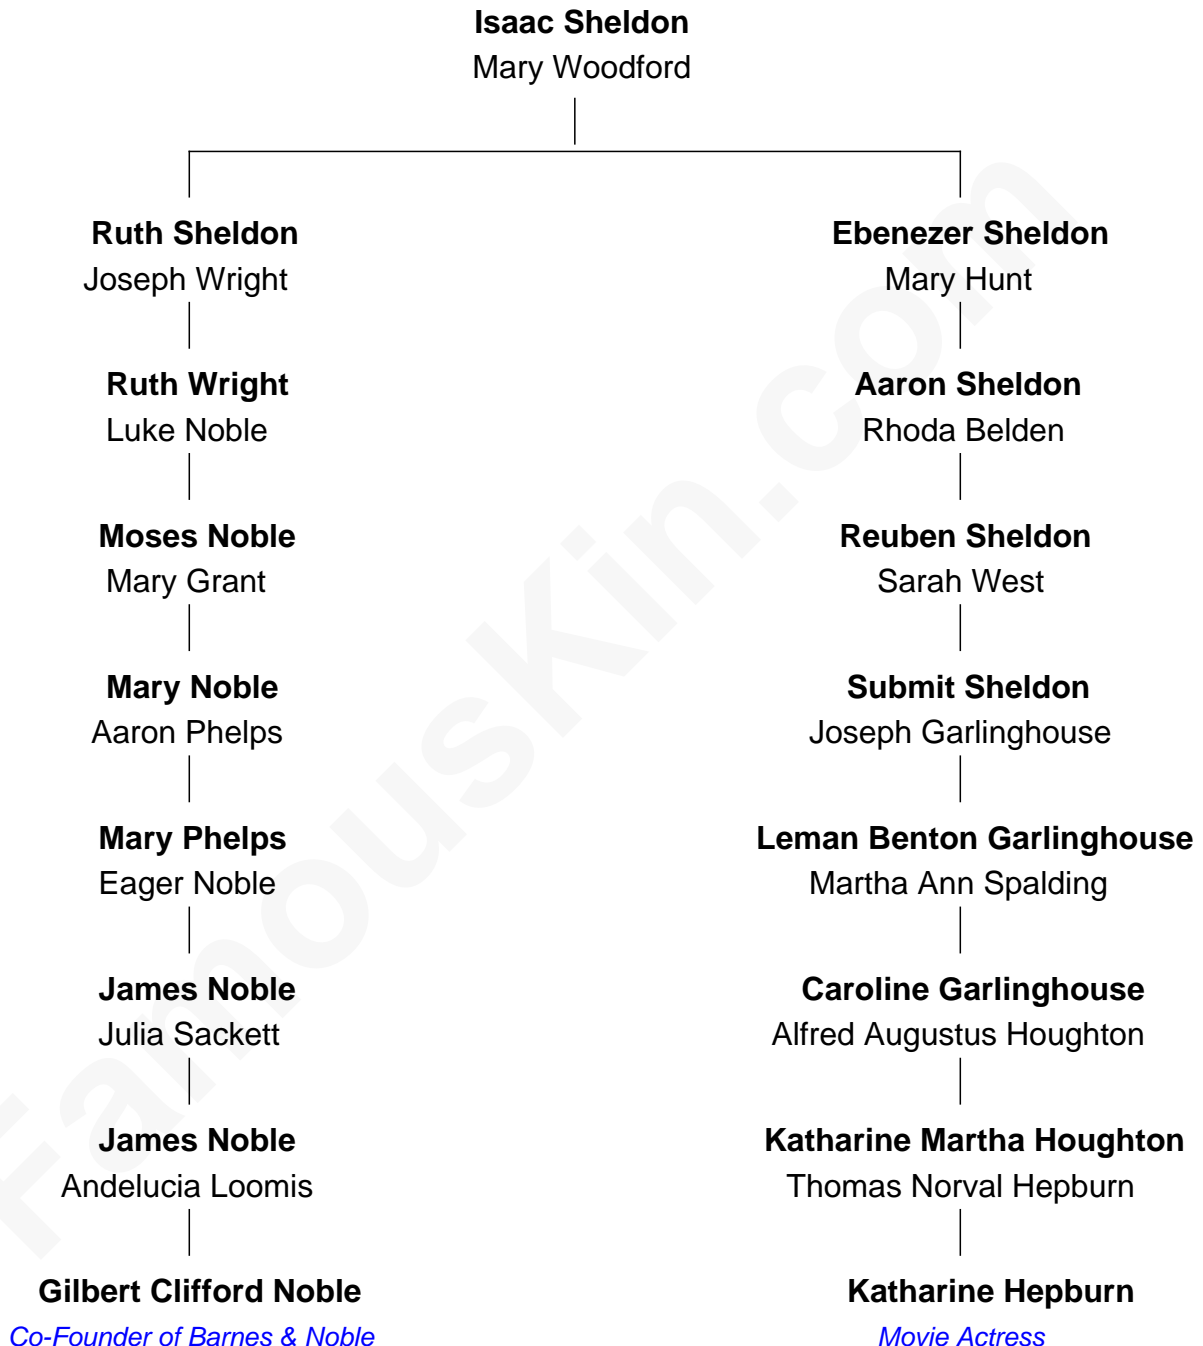 Isaac Sheldon
Mary Woodford
Ruth Sheldon
Joseph Wright
Ebenezer Sheldon
Mary Hunt
Ruth Wright
Luke Noble
Aaron Sheldon
Rhoda Belden
Moses Noble
Mary Grant
Reuben Sheldon
Sarah West
Mary Noble
Aaron Phelps
Submit Sheldon
Joseph Garlinghouse
Mary Phelps
Eager Noble
Leman Benton Garlinghouse
Martha Ann Spalding
James Noble
Julia Sackett
Caroline Garlinghouse
Alfred Augustus Houghton
James Noble
Andelucia Loomis
Katharine Martha Houghton
Thomas Norval Hepburn
Gilbert Clifford Noble
Co-Founder of Barnes & Noble
Katharine Hepburn
Movie Actress
FamousKin.com